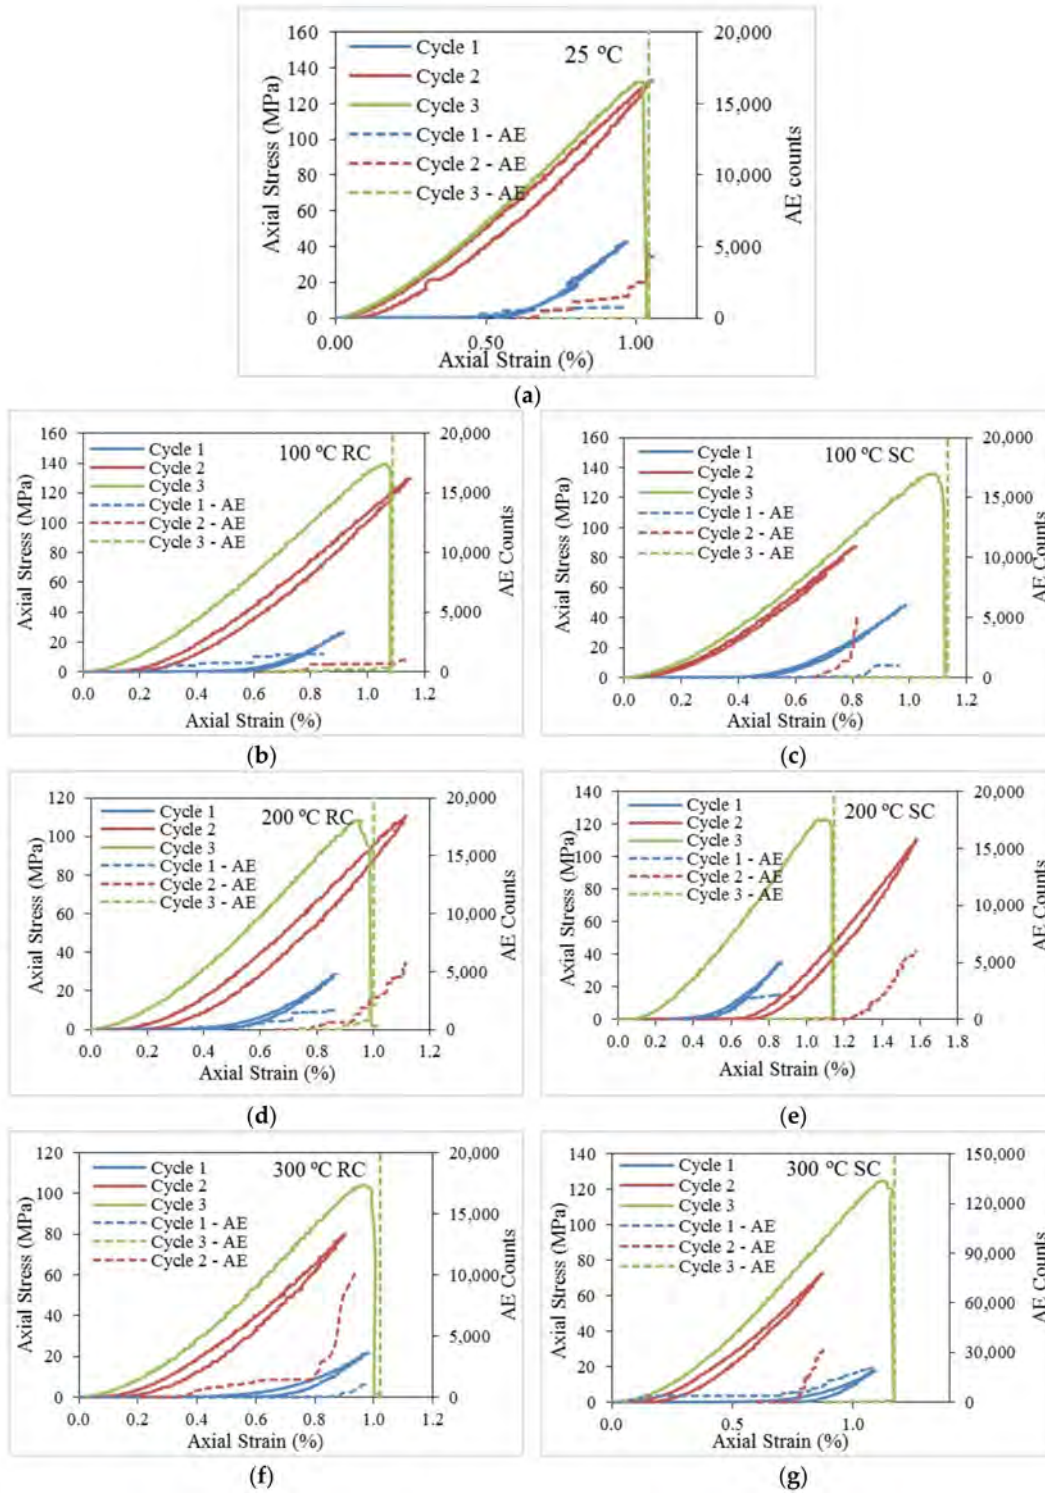 160
140
120
100
80
60
40
20
0
Axial Stress (MPa)
Cycle 1
Cycle 2
Cycle 3
Cycle 1 - AE
Cycle 2 - AE
Cycle 3 - AE
25 ºC
20,000
15,000
10,000
5,000
0
AE counts
0.00 0.50 1.00
Axial Strain (%)
(a)
160
140
120
100
80
60
40
20
0
Axial Stress (MPa)
Cycle 1
Cycle 2
Cycle 3
Cycle 1 - AE
Cycle 2 - AE
Cycle 3 - AE
100 ºC RC
20,000
15,000
10,000
5,000
0
AE Counts
0.0 0.2 0.4 0.6 0.8 1.0 1.2
Axial Strain (%)
(b)
160
140
120
100
80
60
40
20
0
Axial Stress (MPa)
Cycle 1
Cycle 2
Cycle 3
Cycle 1 - AE
Cycle 2 - AE
Cycle 3 - AE
100 ºC SC
20,000
15,000
10,000
5,000
0
AE Counts
0.0 0.2 0.4 0.6 0.8 1.0 1.2
Axial Strain (%)
(c)
120
100
80
60
40
20
0
Axial Stress (MPa)
Cycle 1
Cycle 2
Cycle 3
Cycle 1 - AE
Cycle 2 - AE
Cycle 3 - AE
200 ºC RC
20,000
15,000
10,000
5,000
0
AE Counts
0.0 0.2 0.4 0.6 0.8 1.0 1.2
Axial Strain (%)
(d)
140
120
100
80
60
40
20
0
Axial Stress (MPa)
Cycle 1
Cycle 2
Cycle 3
Cycle 1 - AE
Cycle 2 - AE
Cycle 3 - AE
200 ºC SC
20,000
15,000
10,000
5,000
0
AE Counts
0.0 0.2 0.4 0.6 0.8 1.0 1.2 1.4 1.6 1.8
Axial Strain (%)
(e)
120
100
80
60
40
20
0
Axial Stress (MPa)
Cycle 1
Cycle 2
Cycle 3
Cycle 1 - AE
Cycle 3 - AE
Cycle 2 - AE
300 ºC RC
20,000
15,000
10,000
5,000
0
AE Counts
0.0 0.2 0.4 0.6 0.8 1.0 1.2
Axial Strain (%)
(f)
140
120
100
80
60
40
20
0
Axial Stress (MPa)
Cycle 1
Cycle 2
Cycle 3
Cycle 1 - AE
Cycle 2 - AE
Cycle 3 - AE
300 ºC SC
150,000
120,000
90,000
60,000
30,000
0
AE Counts
0.0 0.5 1.0
Axial Strain (%)
(g)